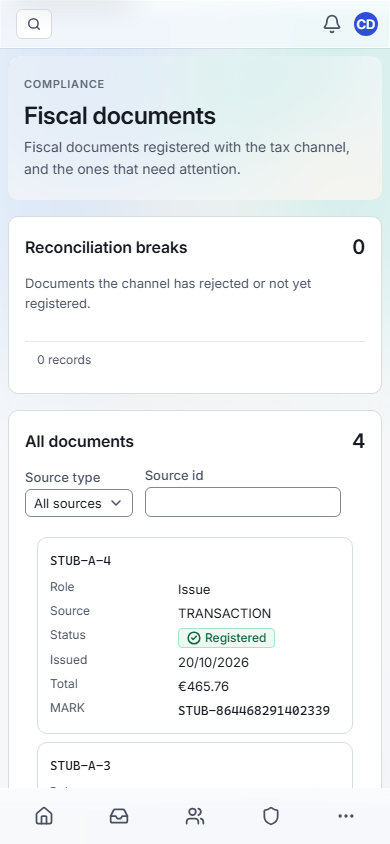 CD
COMPLIANCE
Fiscal documents
Fiscal documents registered with the tax channel,
and the ones that need attention.
Reconciliation breaks 0
Documents the channel has rejected or not yet
registered.
0 records
All documents 4
Source type Source id
All sources
STUB-A-4
Role Issue
Source TRANSACTION
Status Registered
Issued 20/10/2026
Total €465.76
MARK STUB-864468291402339
STUB-A-3